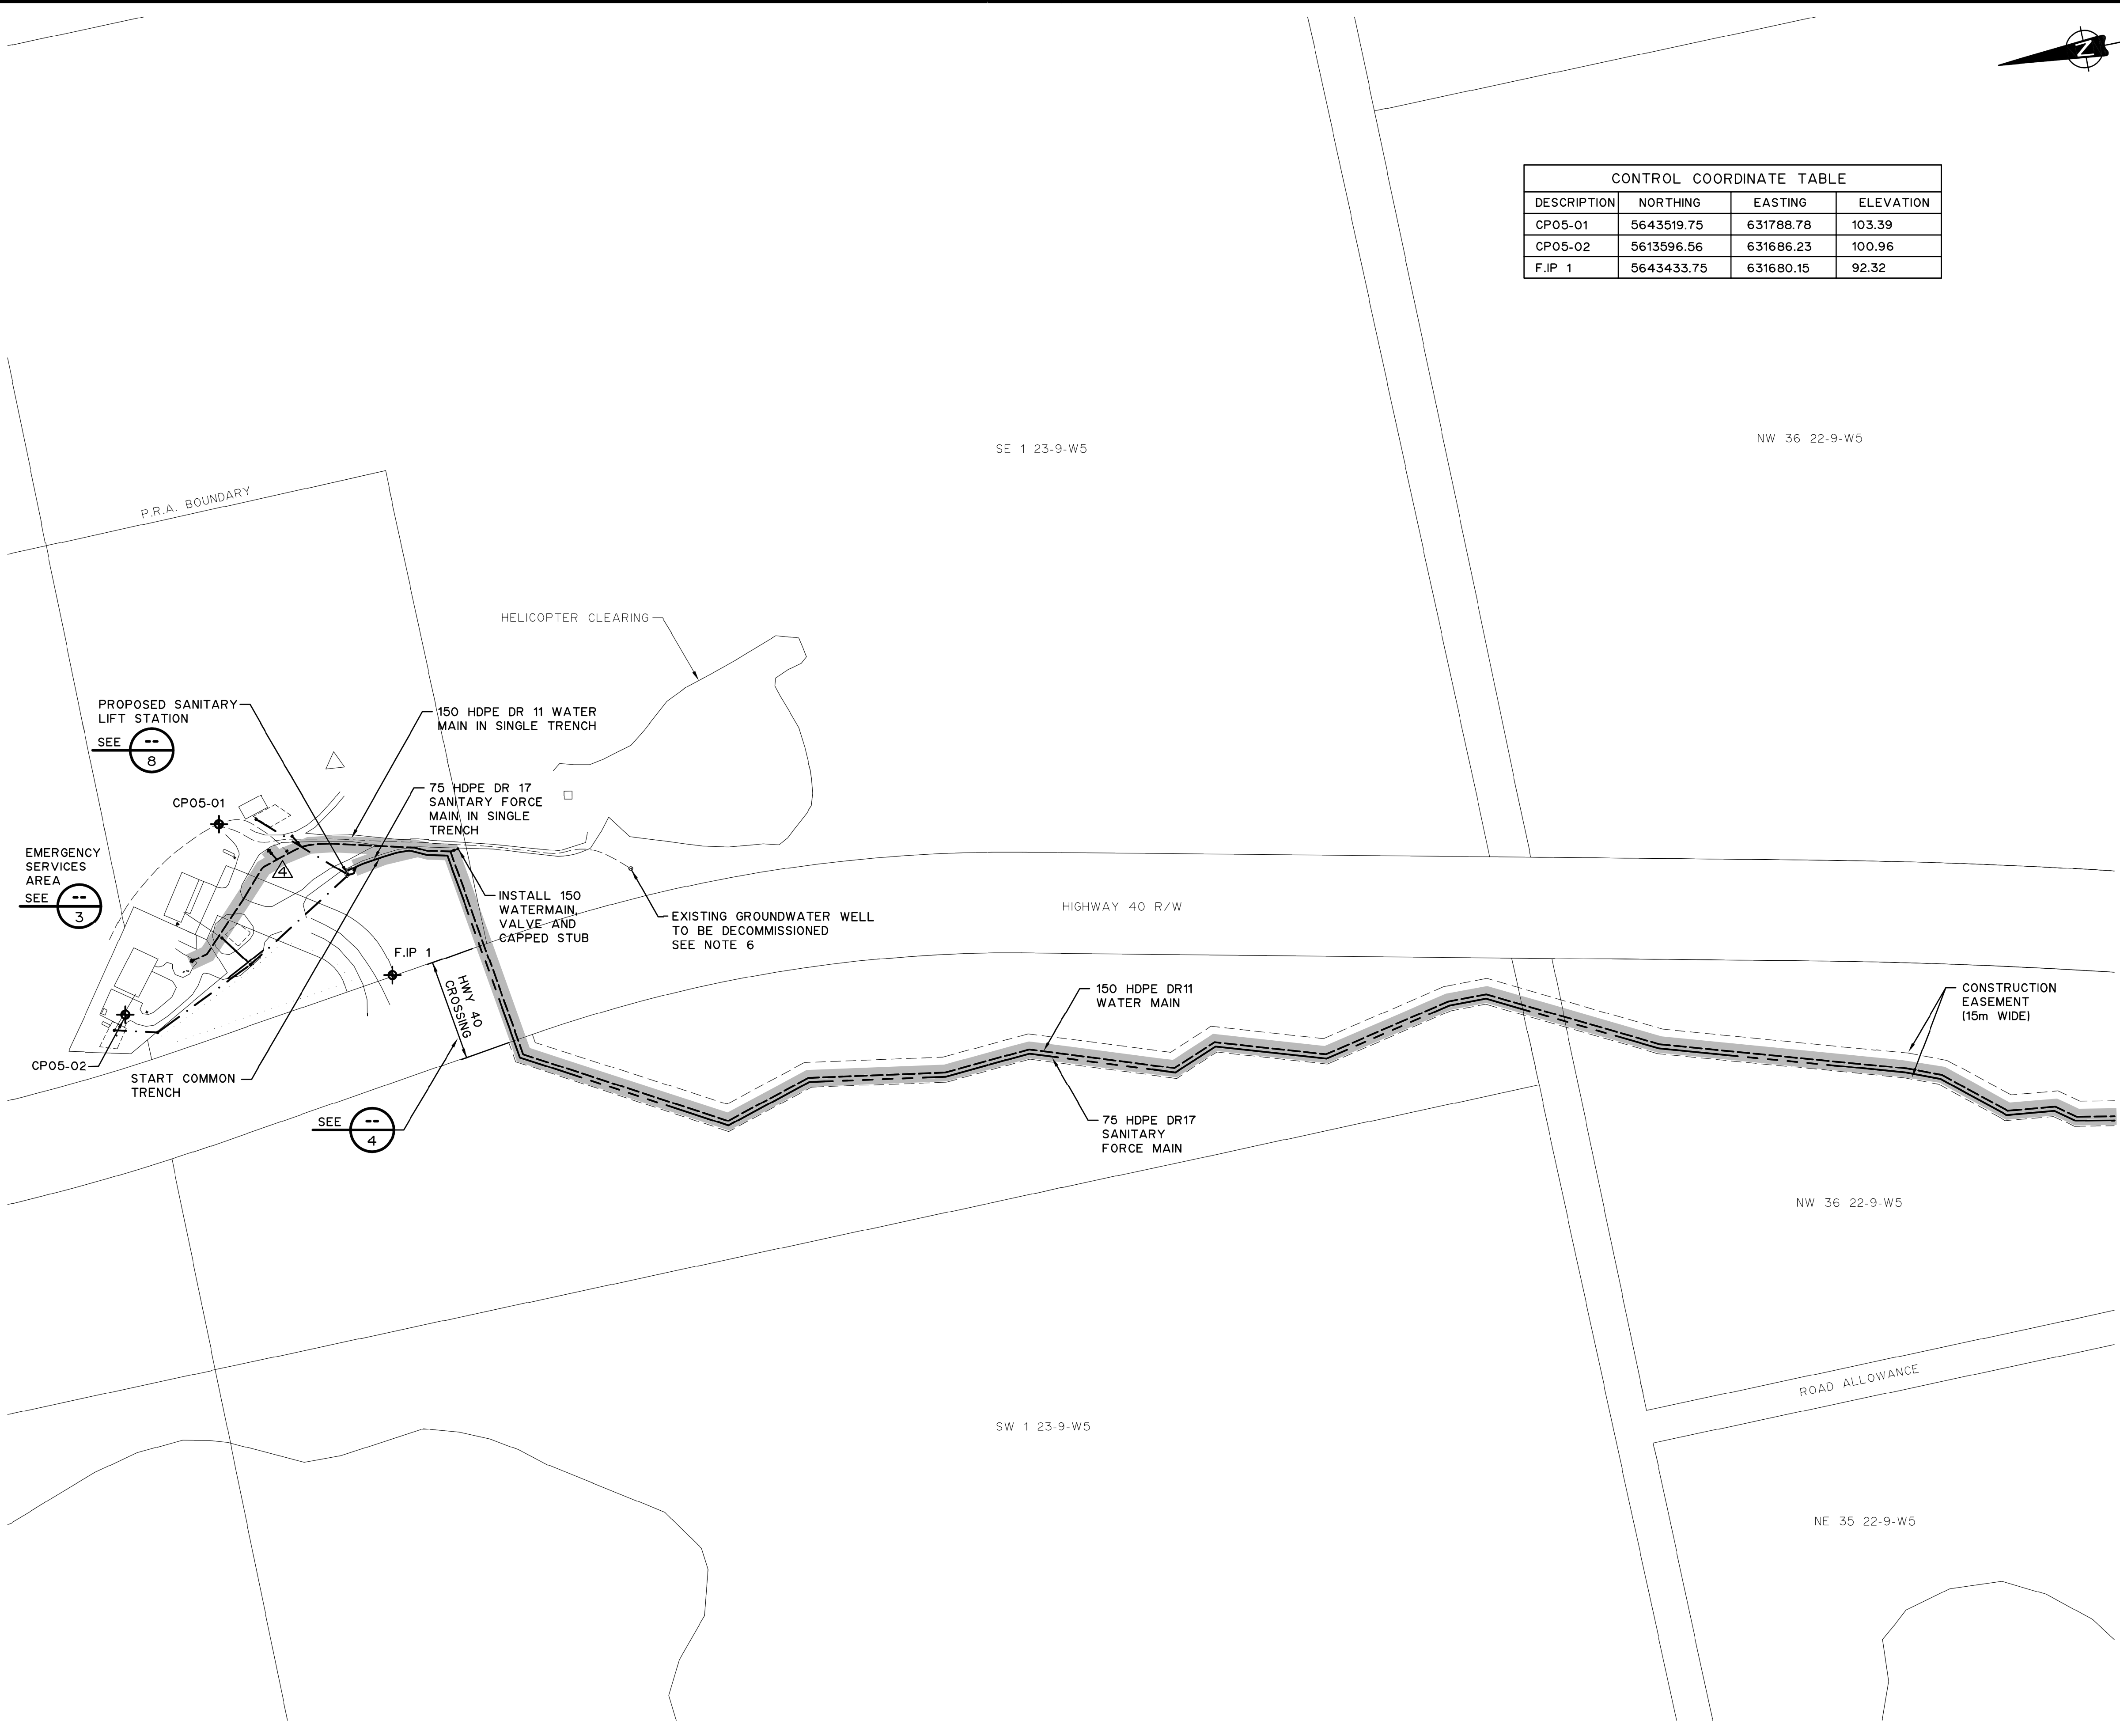 Z
CONTROL COORDINATE TABLE
DESCRIPTION NORTHING EASTING ELEVATION
CP05-01 5643519.75 631788.78 103.39
CP05-02 5613596.56 631686.23 100.96
F.IP 1 5643433.75 631680.15 92.32
SE 1 23-9-W5
NW 36 22-9-W5
P.R.A. BOUNDARY
HELICOPTER CLEARING
PROPOSED SANITARY
LIFT STATION
SEE
--
8
150 HDPE DR 11 WATER
MAIN IN SINGLE TRENCH
75 HDPE DR 17
SANITARY FORCE
MAIN IN SINGLE
TRENCH
CP05-01
EMERGENCY
SERVICES
AREA
SEE
--
3
4
INSTALL 150
WATERMAIN,
VALVE AND
CAPPED STUB
EXISTING GROUNDWATER WELL
TO BE DECOMMISSIONED
SEE NOTE 6
HIGHWAY 40 R/W
F.IP 1
HWY 40
CROSSING
150 HDPE DR11
WATER MAIN
CONSTRUCTION
EASEMENT
(15m WIDE)
CP05-02
START COMMON
TRENCH
SEE
--
4
75 HDPE DR17
SANITARY
FORCE MAIN
NW 36 22-9-W5
ROAD ALLOWANCE
SW 1 23-9-W5
NE 35 22-9-W5